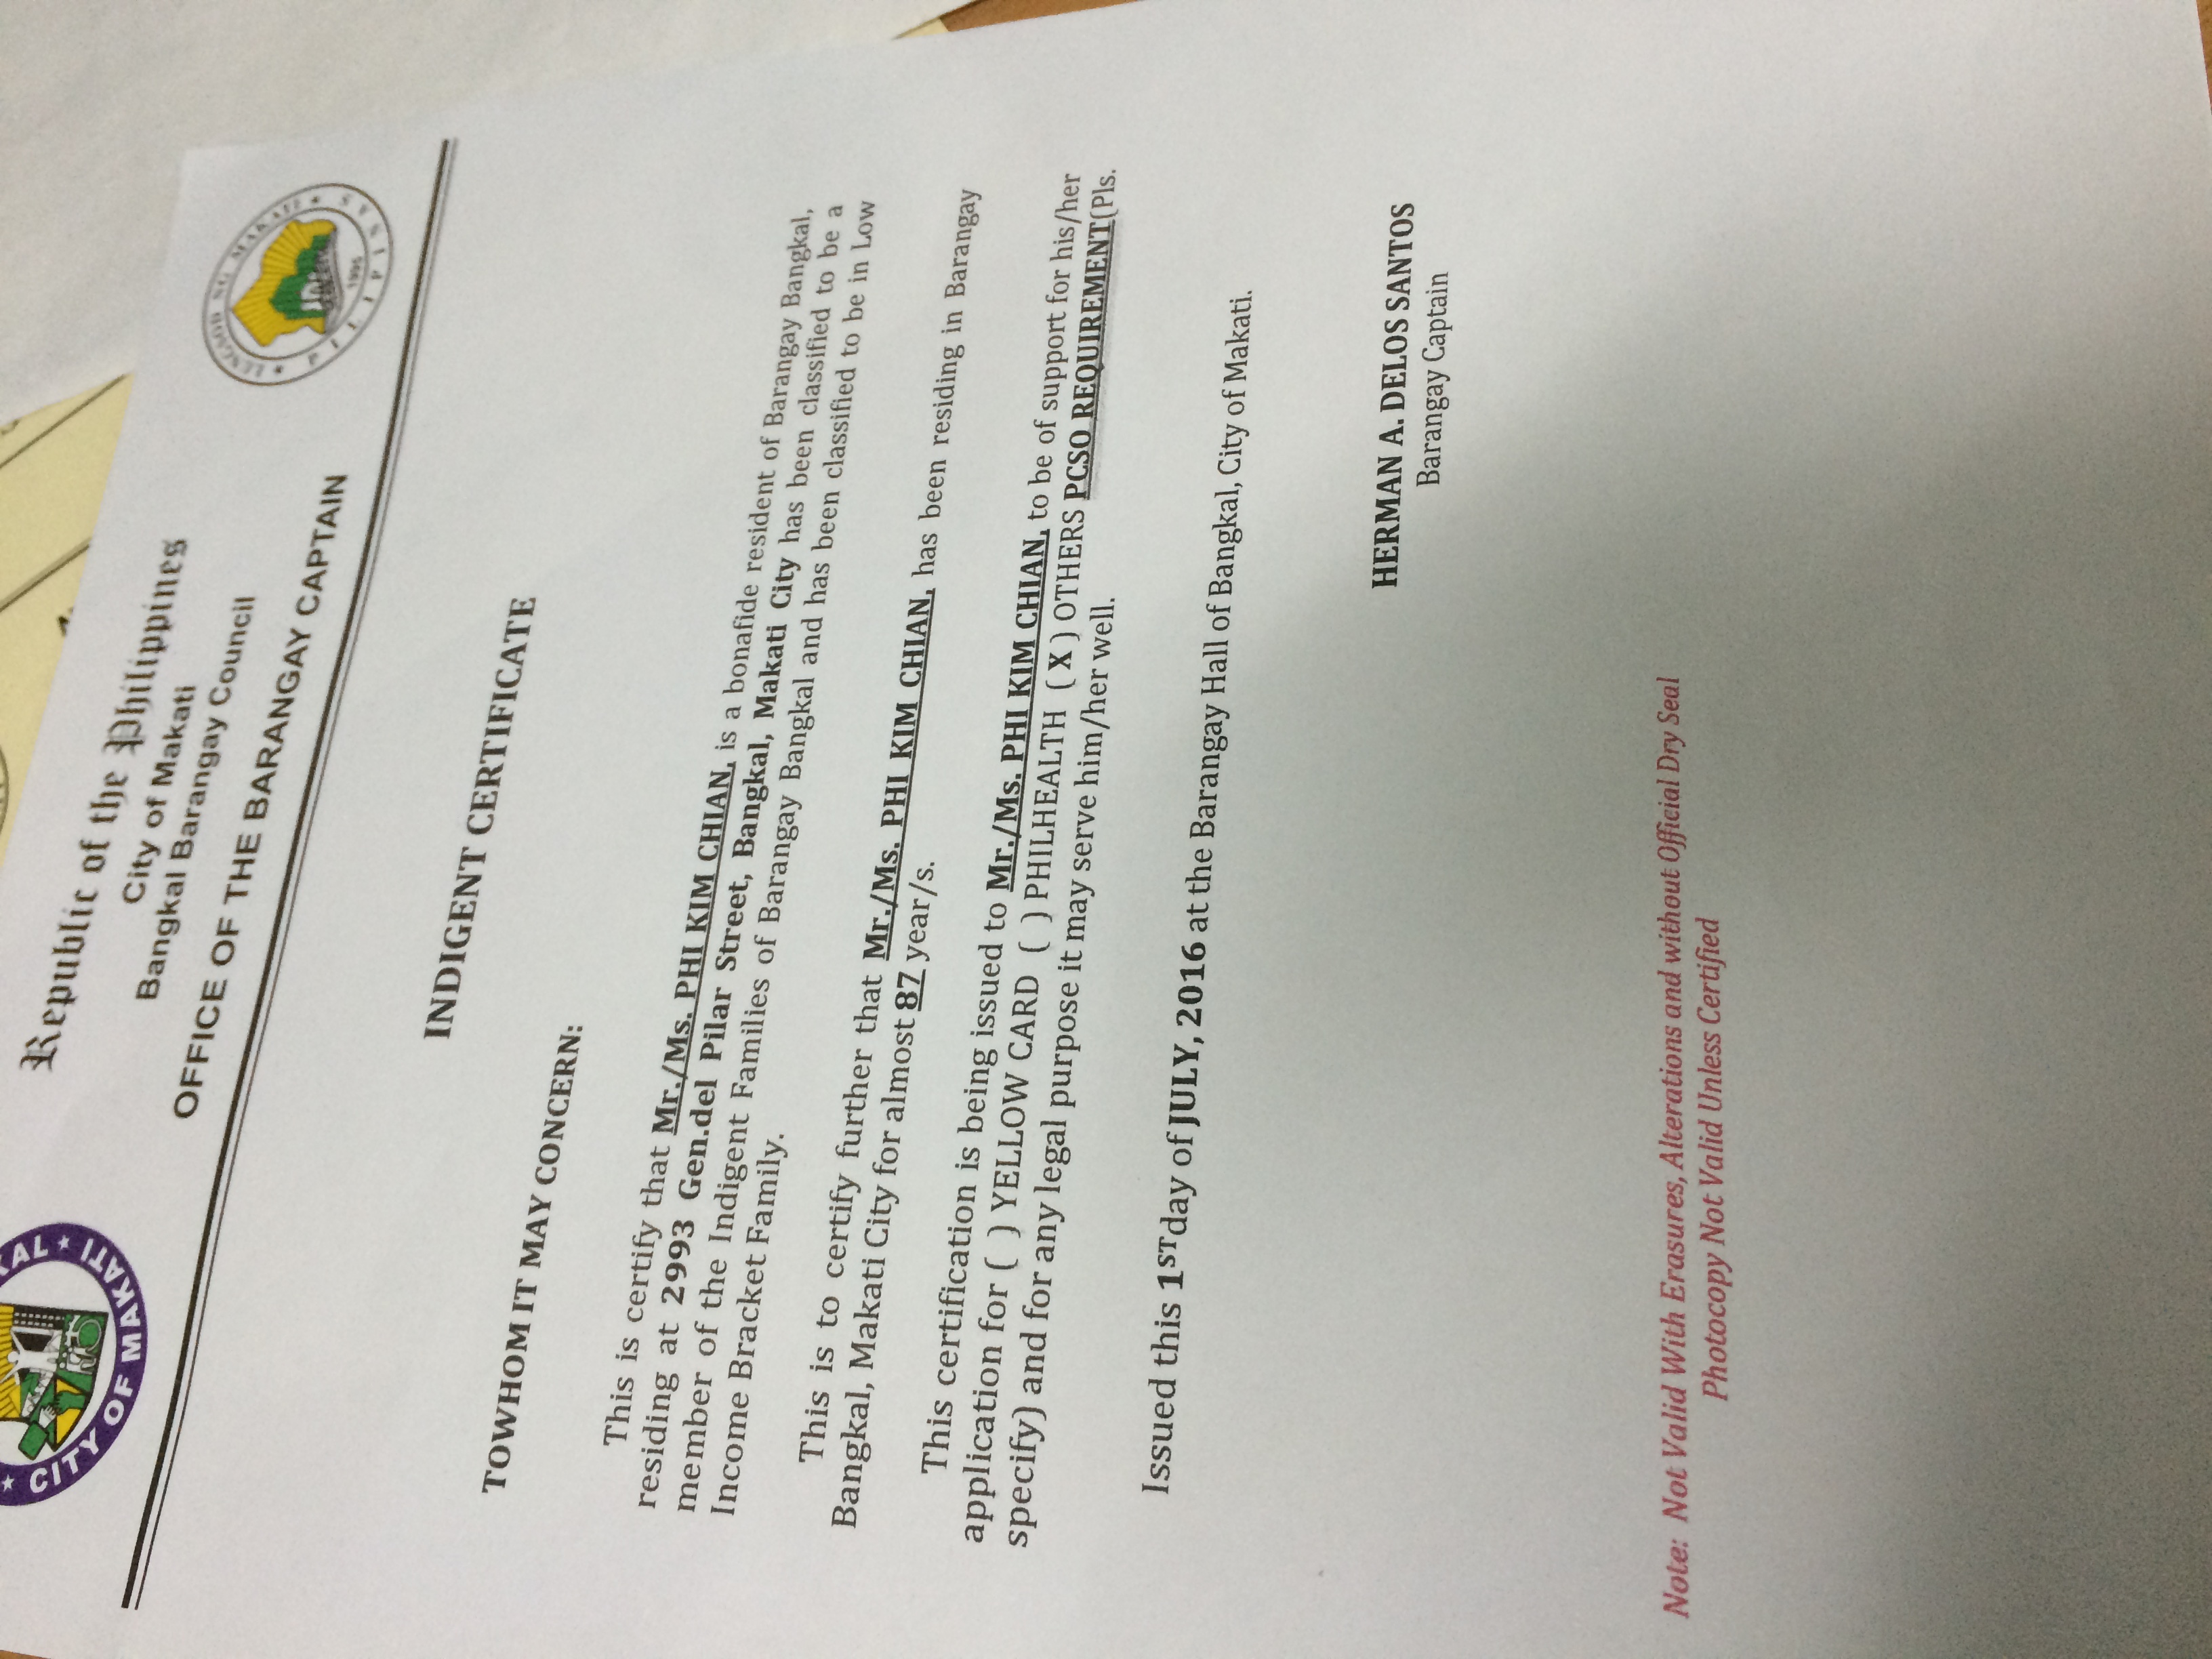 KAL
★ CITY OF MAKATI ★
Republic of the Philippines
City of Makati
Bangkal Barangay Council
OFFICE OF THE BARANGAY CAPTAIN
LUNGSOD NG MAKATI
★ PILIPINAS ★
1995
INDIGENT CERTIFICATE
TOWHOM IT MAY CONCERN:
This is certify that Mr./Ms. PHI KIM CHIAN, is a bonafide resident of Barangay Bangkal,
residing at 2993 Gen.del Pilar Street, Bangkal, Makati City has been classified to be a
member of the Indigent Families of Barangay Bangkal and has been classified to be in Low
Income Bracket Family.
This is to certify further that Mr./Ms. PHI KIM CHIAN, has been residing in Barangay
Bangkal, Makati City for almost 87 year/s.
This certification is being issued to Mr./Ms. PHI KIM CHIAN, to be of support for his/her
application for ( ) YELLOW CARD ( ) PHILHEALTH ( X ) OTHERS PCSO REQUIREMENT(Pls.
specify) and for any legal purpose it may serve him/her well.
Issued this 1STday of JULY, 2016 at the Barangay Hall of Bangkal, City of Makati.
HERMAN A. DELOS SANTOS
Barangay Captain
Note: Not Valid With Erasures, Alterations and without Official Dry Seal
Photocopy Not Valid Unless Certified